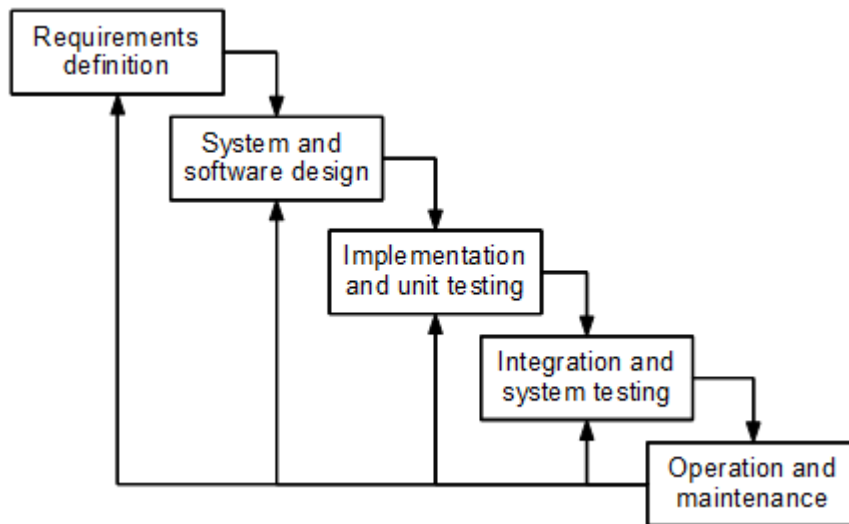 Requirements
definition
System and
software design
Implementation
and unit testing
Integration and
system testing
Operation and
maintenance